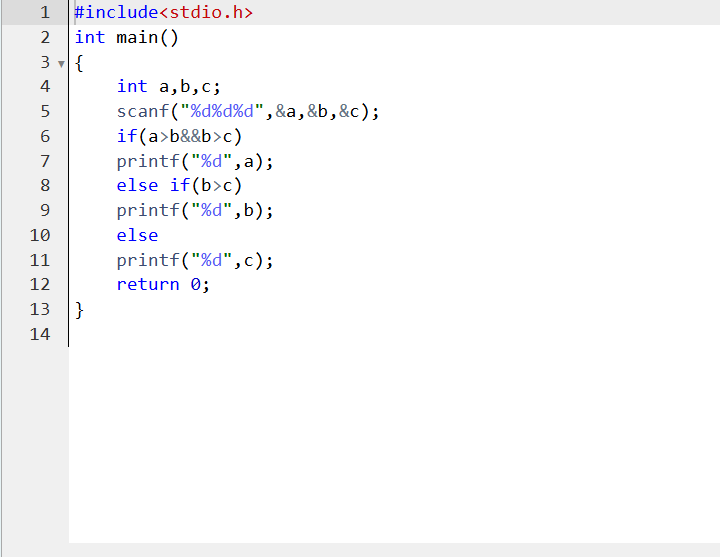 1 #include<stdio.h>
2 int main()
3 {
4 int a,b,c;
5 scanf("%d%d%d",&a,&b,&c);
6 if(a>b&&b>c)
7 printf("%d",a);
8 else if(b>c)
9 printf("%d",b);
10 else
11 printf("%d",c);
12 return 0;
13 }
14